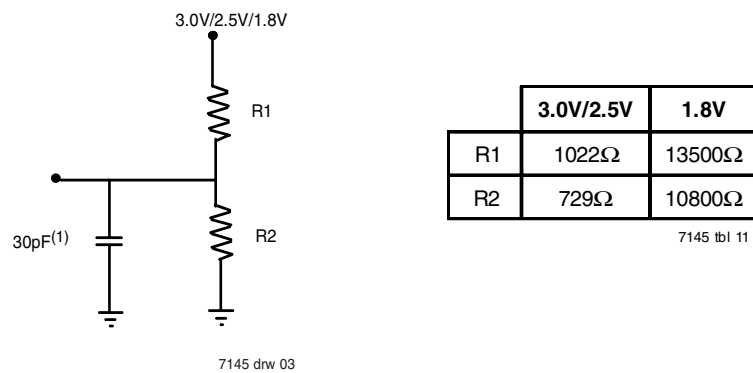 3.0V/2.5V/1.8V
R1
R2
30pF(1)
7145 drw 03
3.0V/2.5V 1.8V
R1 1022Ω 13500Ω
R2 729Ω 10800Ω
7145 tbl 11